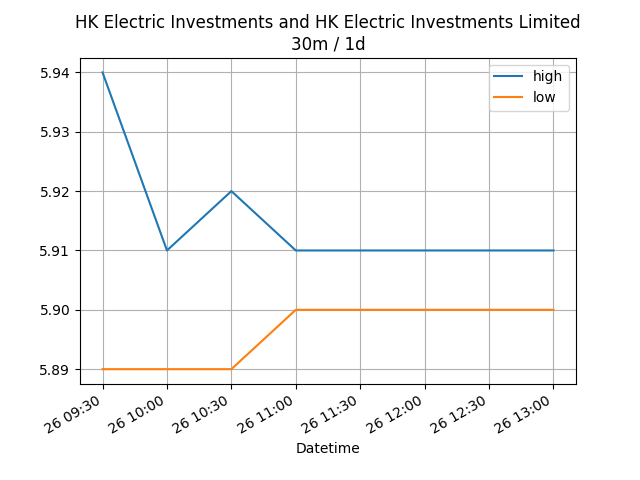 HK Electric Investments and HK Electric Investments Limited
30m / 1d
high
low
5.94
5.93
5.92
5.91
5.90
5.89
26 09:30
26 10:00
26 10:30
26 11:00
26 11:30
26 12:00
26 12:30
26 13:00
Datetime